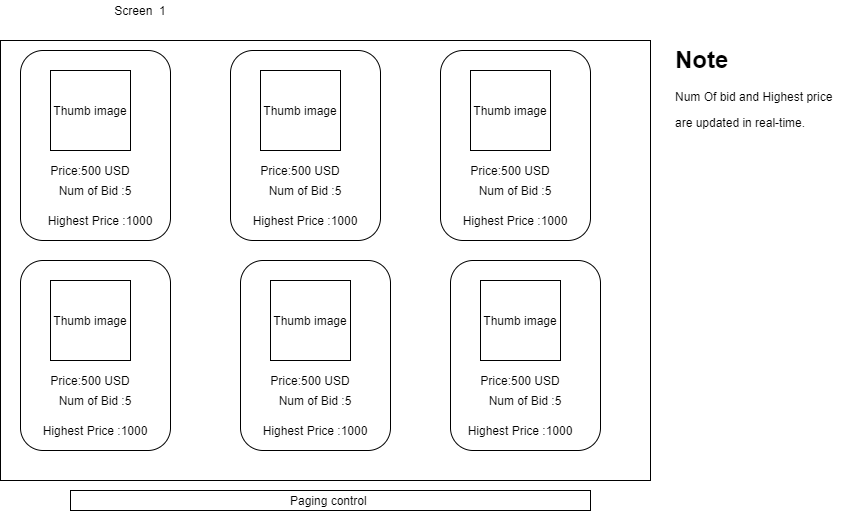 Screen 1
Note
Num Of bid and Highest price
are updated in real-time.
Thumb image
Price:500 USD
Num of Bid :5
Highest Price :1000
Thumb image
Price:500 USD
Num of Bid :5
Highest Price :1000
Thumb image
Price:500 USD
Num of Bid :5
Highest Price :1000
Thumb image
Price:500 USD
Num of Bid :5
Highest Price :1000
Thumb image
Price:500 USD
Num of Bid :5
Highest Price :1000
Thumb image
Price:500 USD
Num of Bid :5
Highest Price :1000
Paging control